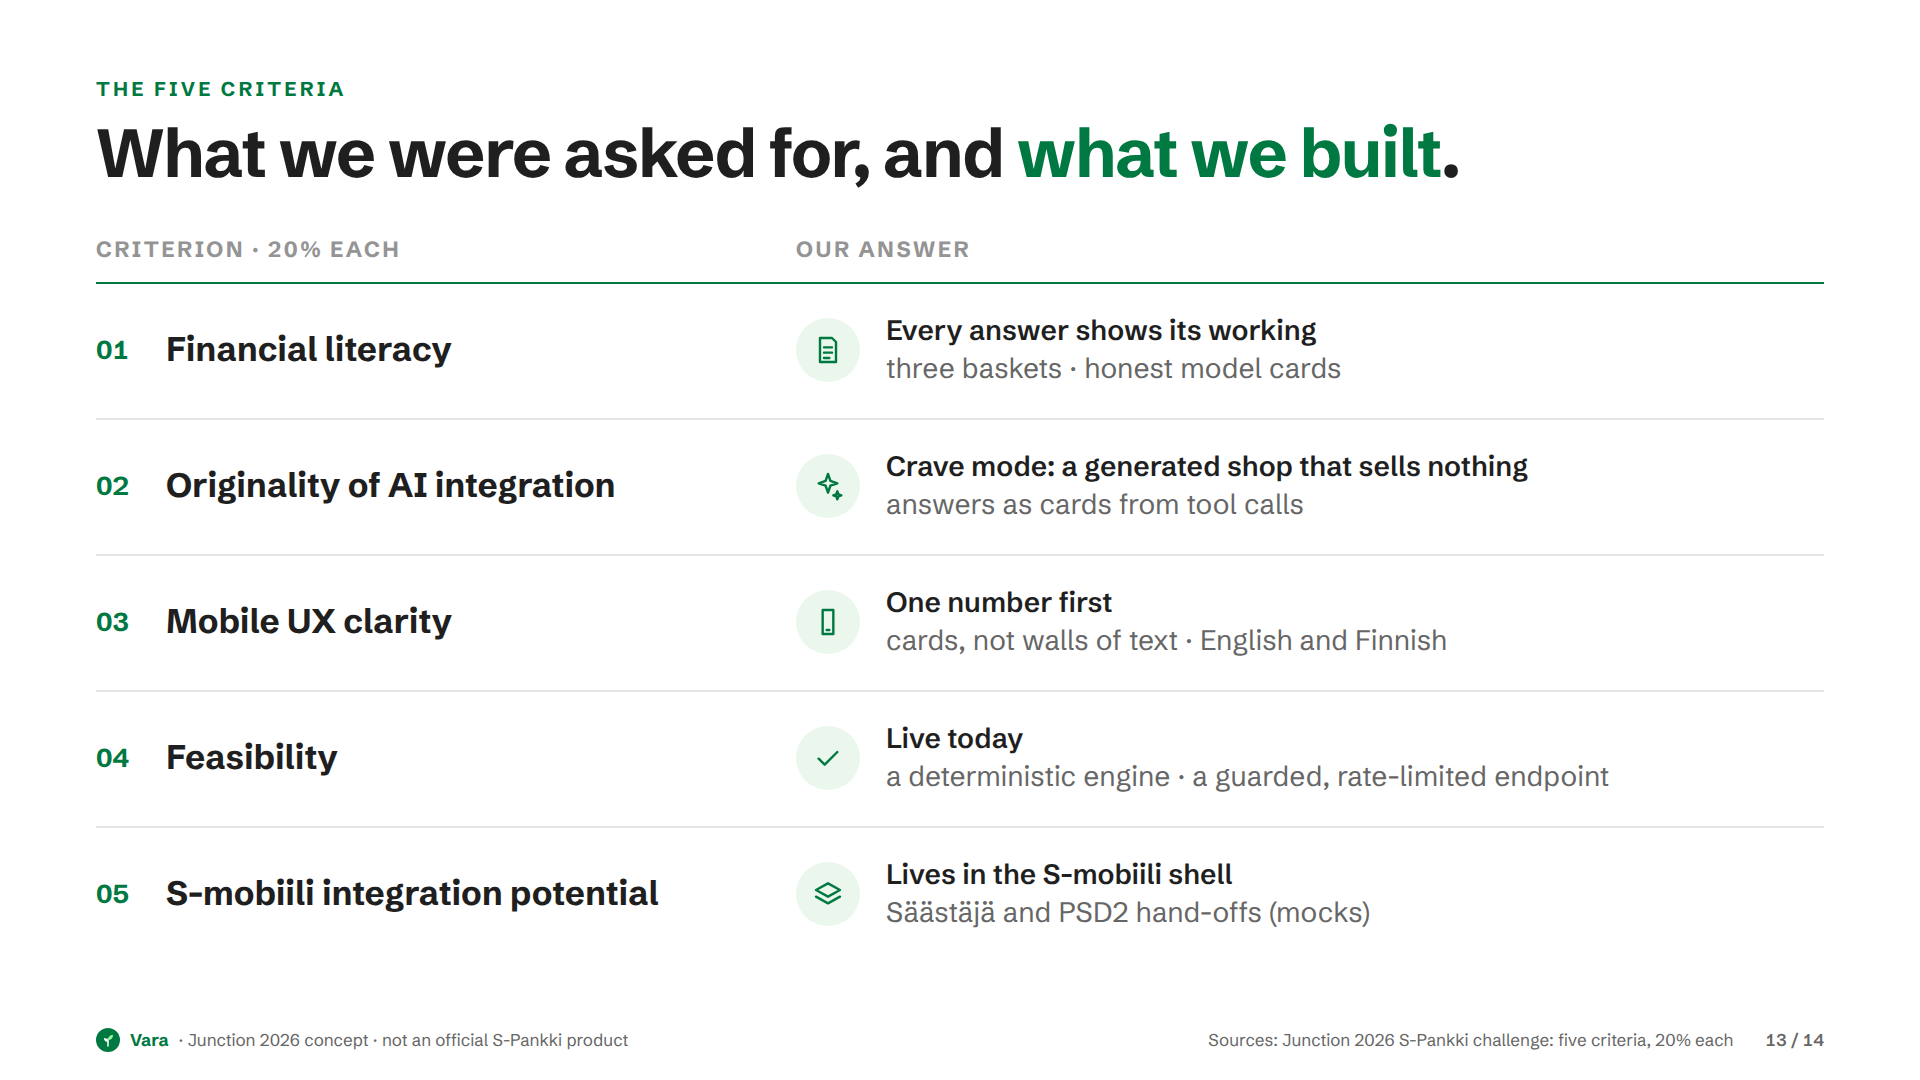 THE FIVE CRITERIA
What we were asked for, and what we built.
CRITERION · 20% EACH
OUR ANSWER
01 Financial literacy
Every answer shows its working
three baskets · honest model cards
02 Originality of AI integration
Crave mode: a generated shop that sells nothing
answers as cards from tool calls
03 Mobile UX clarity
One number first
cards, not walls of text · English and Finnish
04 Feasibility
Live today
a deterministic engine · a guarded, rate-limited endpoint
05 S-mobiili integration potential
Lives in the S-mobiili shell
Säästäjä and PSD2 hand-offs (mocks)
Vara · Junction 2026 concept · not an official S-Pankki product
Sources: Junction 2026 S-Pankki challenge: five criteria, 20% each 13 / 14